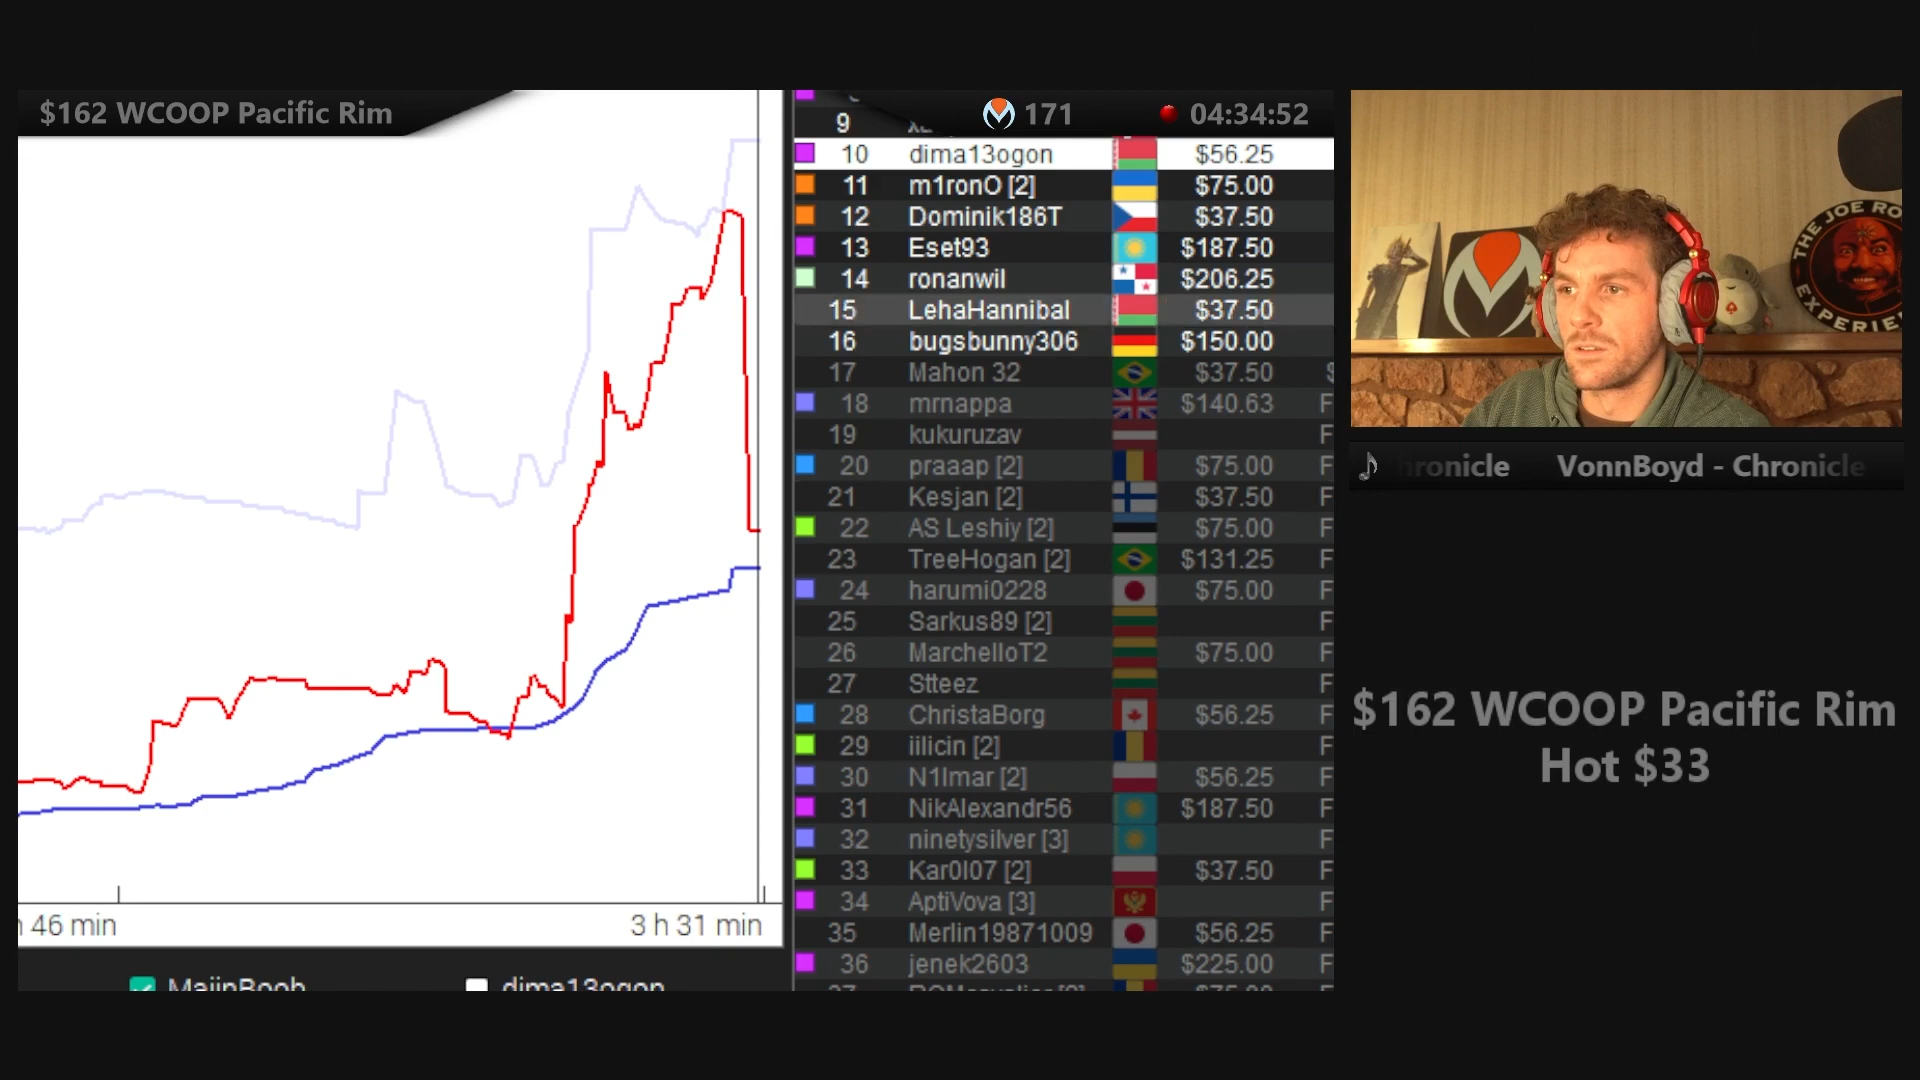 $162 WCOOP Pacific Rim
171
04:34:52
9
10 dima13ogon $56.25
11 m1ronO [2] $75.00
12 Dominik186T $37.50
13 Eset93 $187.50
14 ronanwil $206.25
15 LehaHannibal $37.50
16 bugsbunny306 $150.00
17 Mahon 32 $37.50 $
18 mrnappa $140.63 F
19 kukuruzav F
20 praaap [2] $75.00 F
21 Kesjan [2] $37.50 F
22 AS Leshiy [2] $75.00 F
23 TreeHogan [2] $131.25 F
24 harumi0228 $75.00 F
25 Sarkus89 [2] F
26 MarchelloT2 $75.00 F
27 Stteez F
28 ChristaBorg $56.25 F
29 iilicin [2] F
30 N1lmar [2] $56.25 F
31 NikAlexandr56 $187.50 F
32 ninetysilver [3] F
33 Kar0l07 [2] $37.50 F
34 AptiVova [3] F
35 Merlin19871009 $56.25 F
36 jenek2603 $225.00 F
46 min
3 h 31 min
dima13ogon
THE JOE RO
EXPERIE
hronicle VonnBoyd - Chronicle
$162 WCOOP Pacific Rim
Hot $33